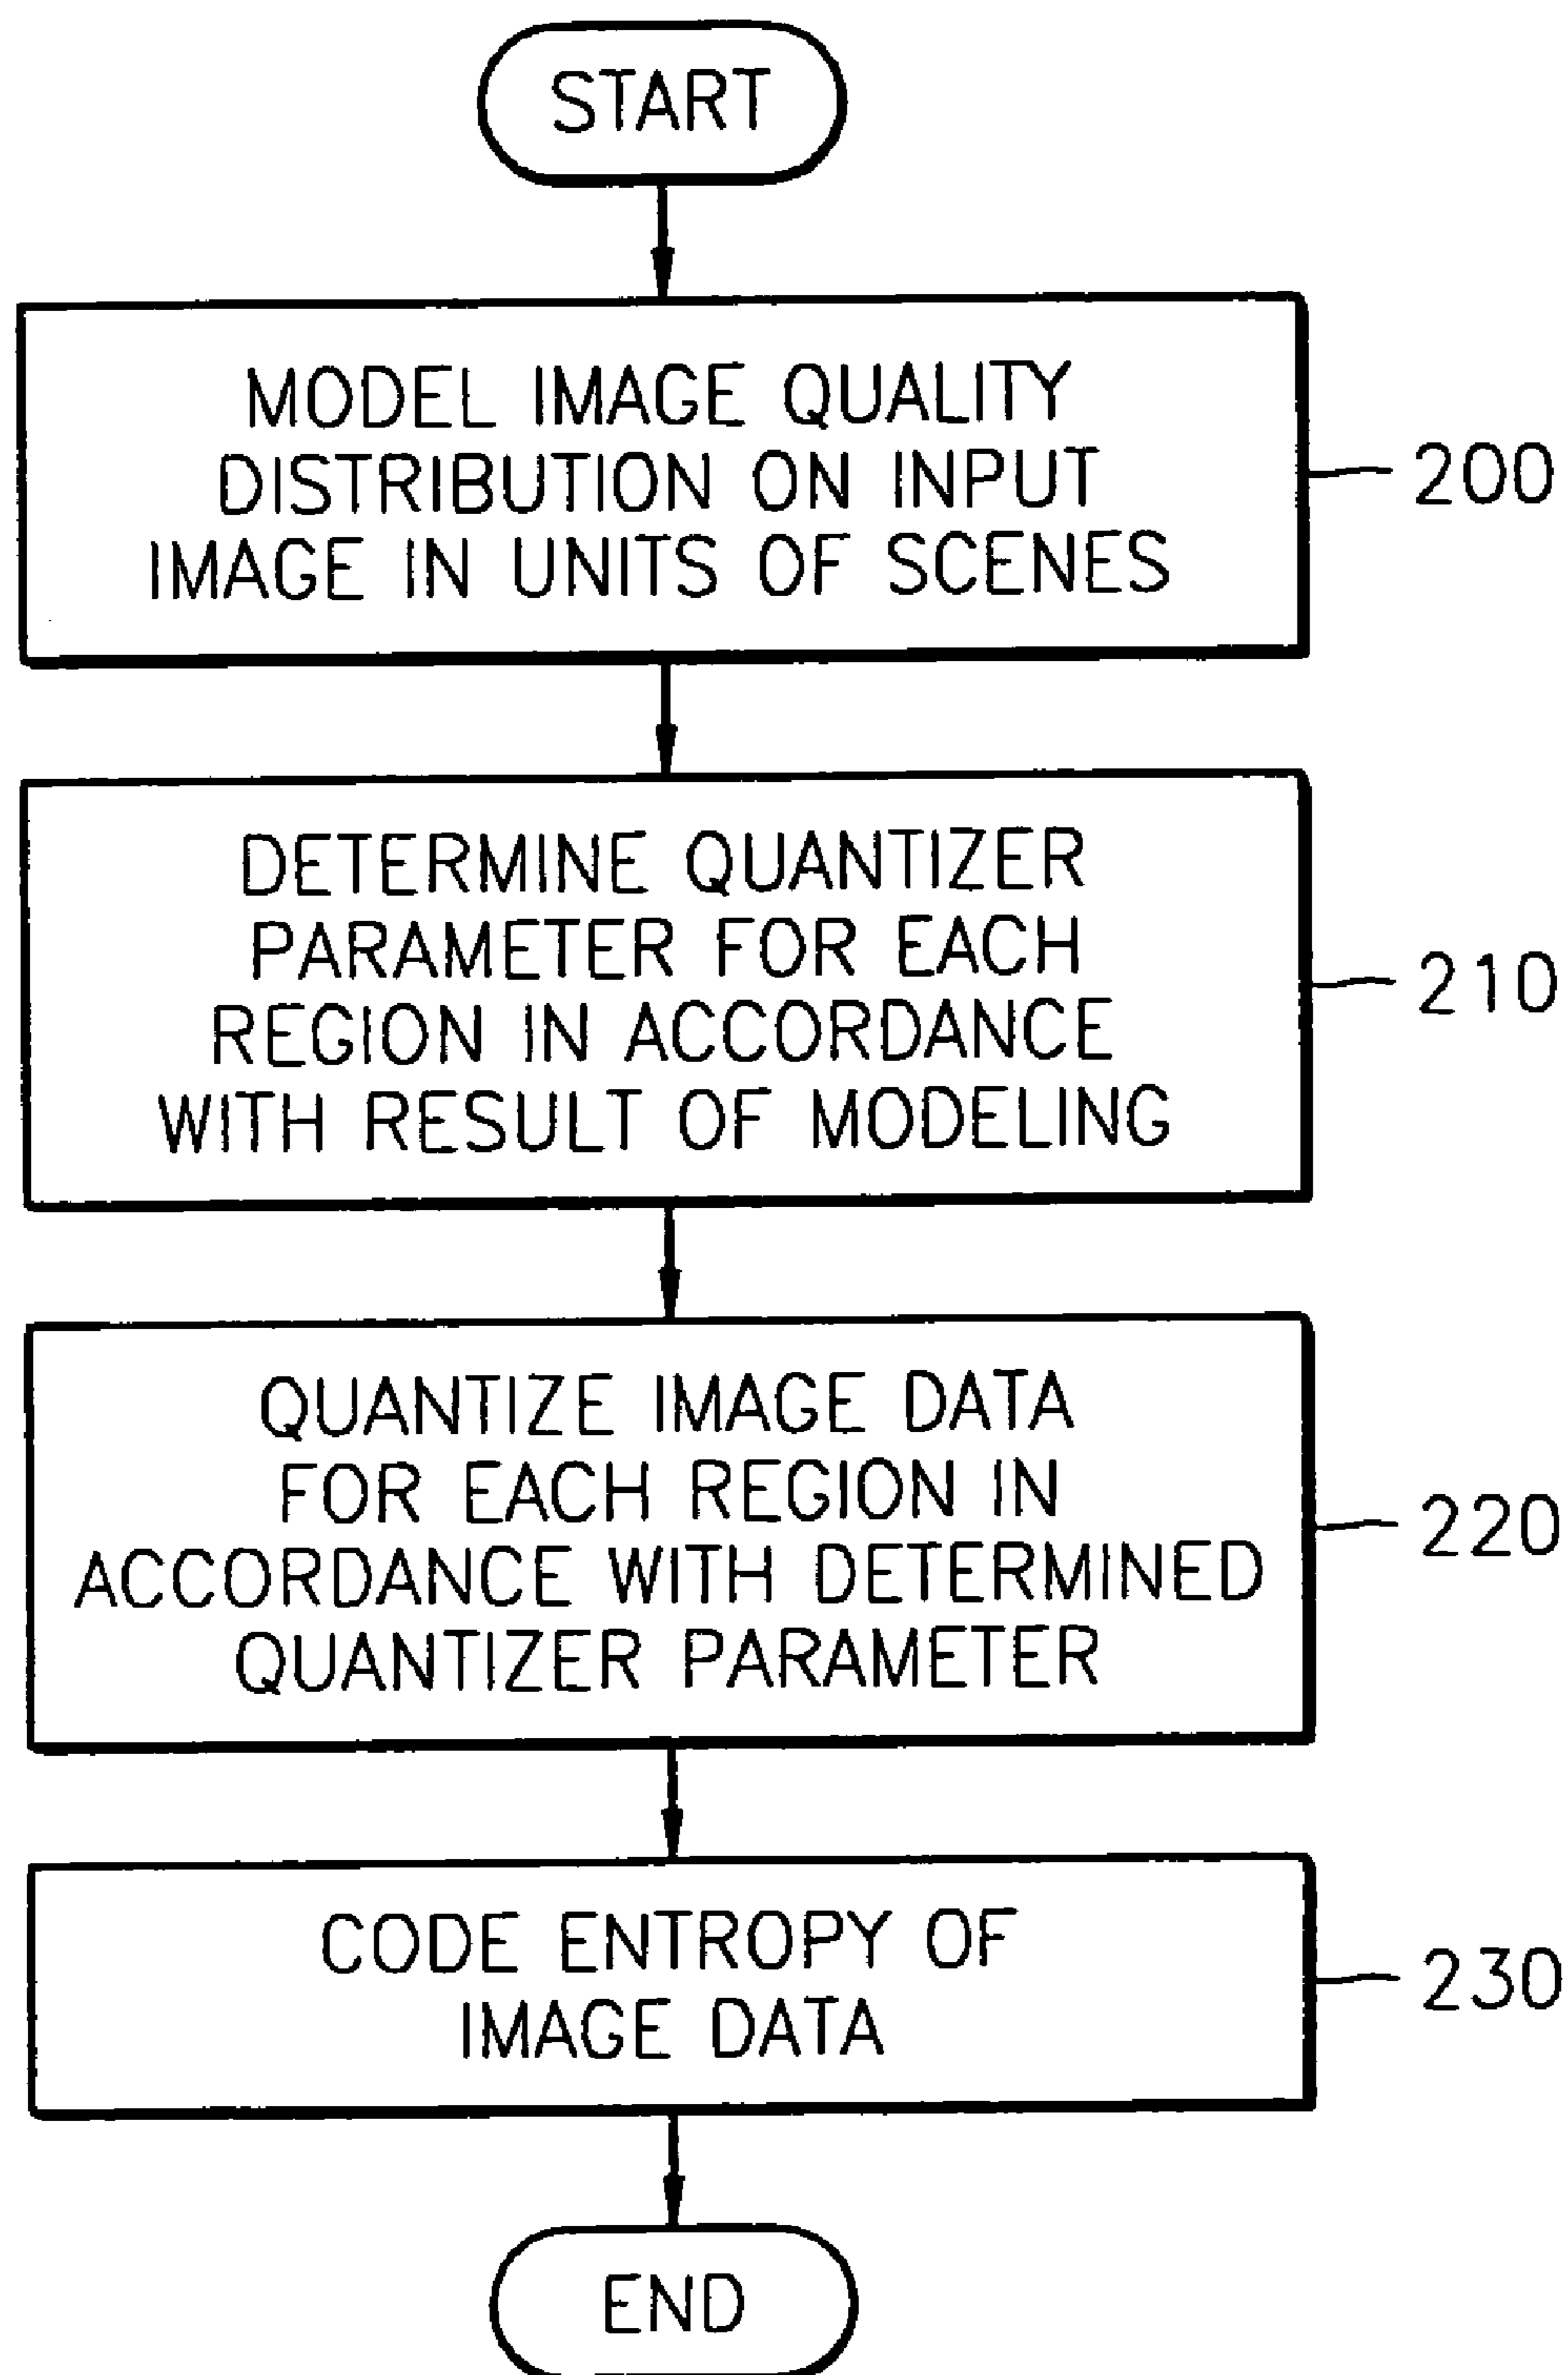 START
MODEL IMAGE QUALITY
DISTRIBUTION ON INPUT
IMAGE IN UNITS OF SCENES
200
DETERMINE QUANTIZER
PARAMETER FOR EACH
REGION IN ACCORDANCE
WITH RESULT OF MODELING
210
QUANTIZE IMAGE DATA
FOR EACH REGION IN
ACCORDANCE WITH DETERMINED
QUANTIZER PARAMETER
220
CODE ENTROPY OF
IMAGE DATA
230
END